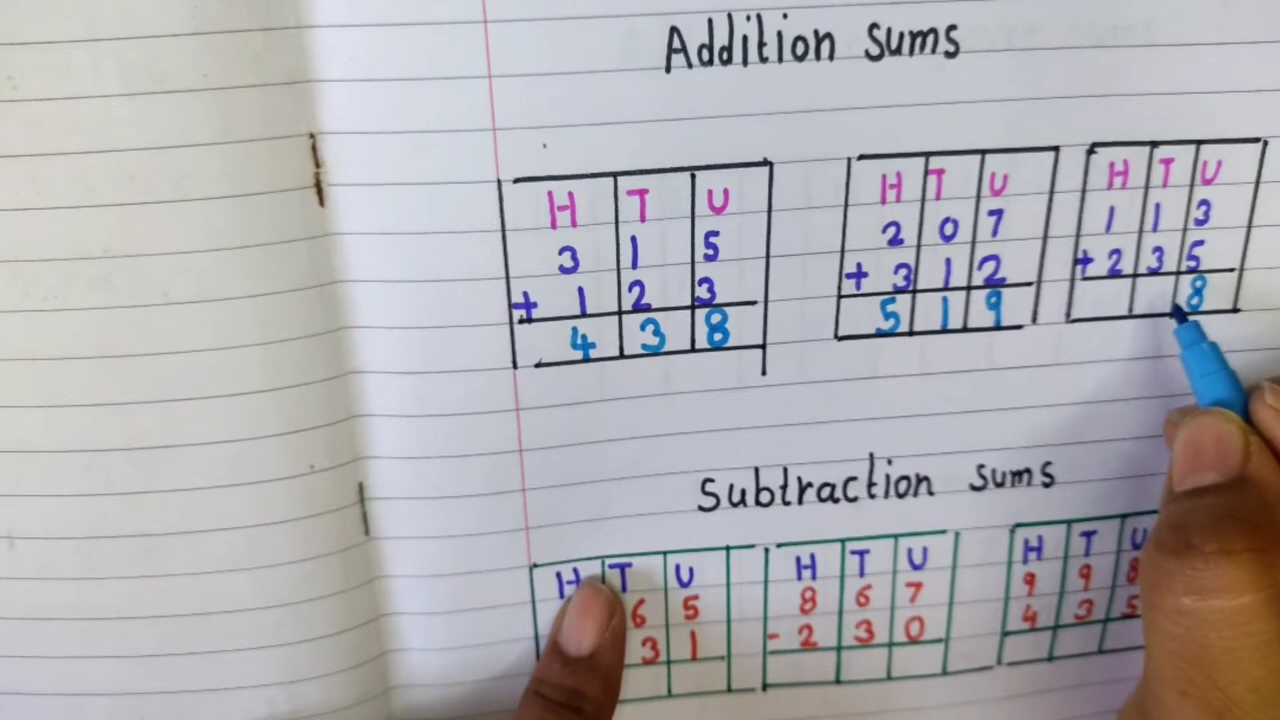 Addition sums
H T U
3 1 5
+ 1 2 3
4 3 8
H T U
2 0 7
+ 3 1 2
5 1 9
H T U
1 1 3
+ 2 3 5
8
Subtraction sums
H T U
6 5
3 1
H T U
8 6 7
- 2 3 0
H T U
9 9 8
4 3 5